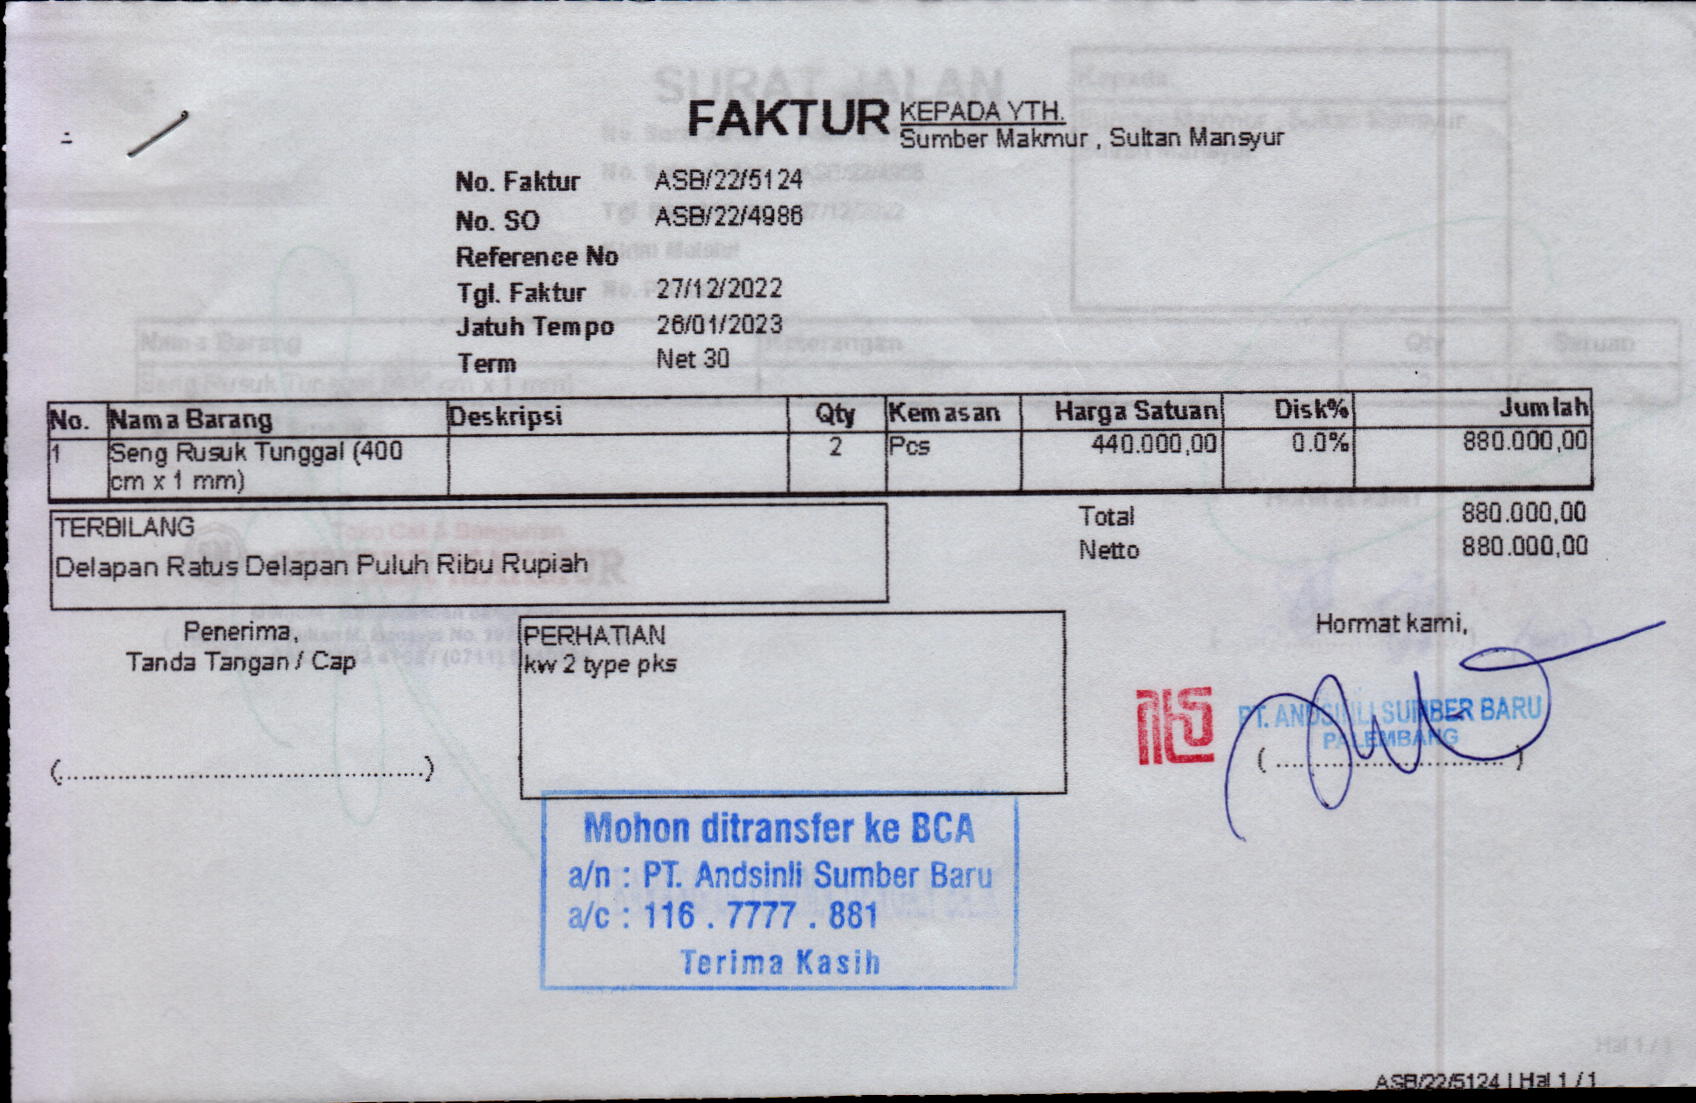 FAKTUR KEPADA YTH.
Sumber Makmur , Sultan Mansyur
No. Faktur ASB/22/5124
No. SO ASB/22/4986
Reference No
Tgl. Faktur 27/12/2022
Jatuh Tempo 26/01/2023
Term Net 30
No. Nama Barang Deskripsi Qty Kemasan Harga Satuan Disk% Jumlah
1 Seng Rusuk Tunggal (400 2 Pcs 440.000,00 0.0% 880.000,00
cm x 1 mm)
TERBILANG
Delapan Ratus Delapan Puluh Ribu Rupiah
Total 880.000,00
Netto 880.000,00
Penerima,
Tanda Tangan / Cap
(...............................................)
PERHATIAN
kw 2 type pks
Hormat kami,
PT. ANDSINLI SUMBER BARU
PALEMBANG
(..............................)
Mohon ditransfer ke BCA
a/n : PT. Andsinli Sumber Baru
a/c : 116 . 7777 . 881
Terima Kasih
ASB/22/5124 | Hal 1 / 1